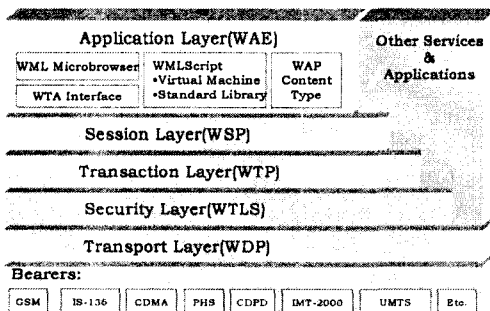 Application Layer(WAE)
Other Services
&
Applications
WML Microbrowser
WTA Interface
WMLScript
•Virtual Machine
•Standard Library
WAP
Content
Type
Session Layer(WSP)
Transaction Layer(WTP)
Security Layer(WTLS)
Transport Layer(WDP)
Bearers:
GSM IS-136 CDMA PHS CDPD IMT-2000 UMTS Etc.